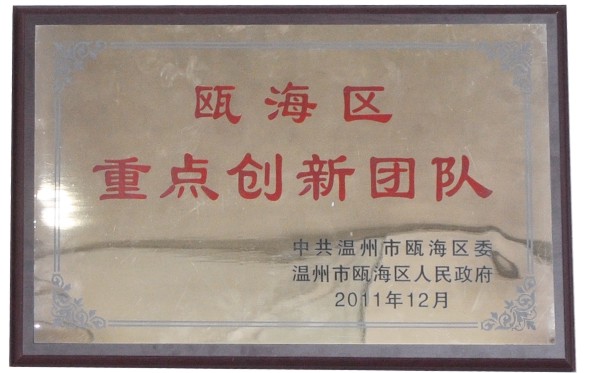 瓯海区
重点创新团队
中共温州市瓯海区委
温州市瓯海区人民政府
2011年12月